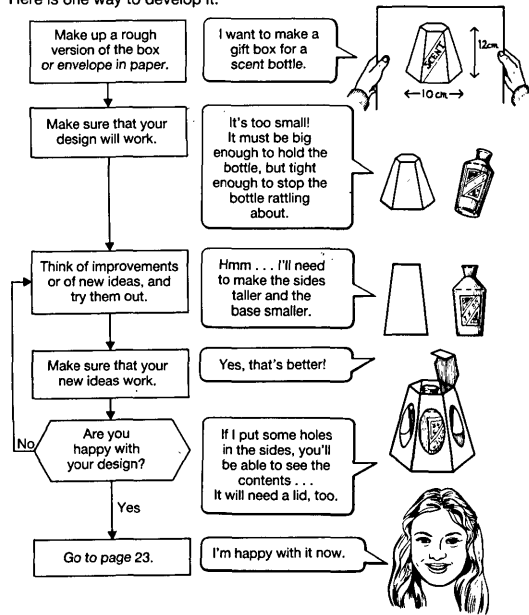 Here is one way to develop it.
Make up a rough
version of the box
or envelope in paper.
I want to make a
gift box for a
scent bottle.
SCENT
12cm
10cm
Make sure that your
design will work.
It's too small!
It must be big
enough to hold the
bottle, but tight
enough to stop the
bottle rattling
about.
Think of improvements
or of new ideas, and
try them out.
Hmm . . . I'll need
to make the sides
taller and the
base smaller.
Make sure that your
new ideas work.
Yes, that's better!
Are you
happy with
your design?
No
If I put some holes
in the sides, you'll
be able to see the
contents . . .
It will need a lid, too.
Yes
Go to page 23.
I'm happy with it now.